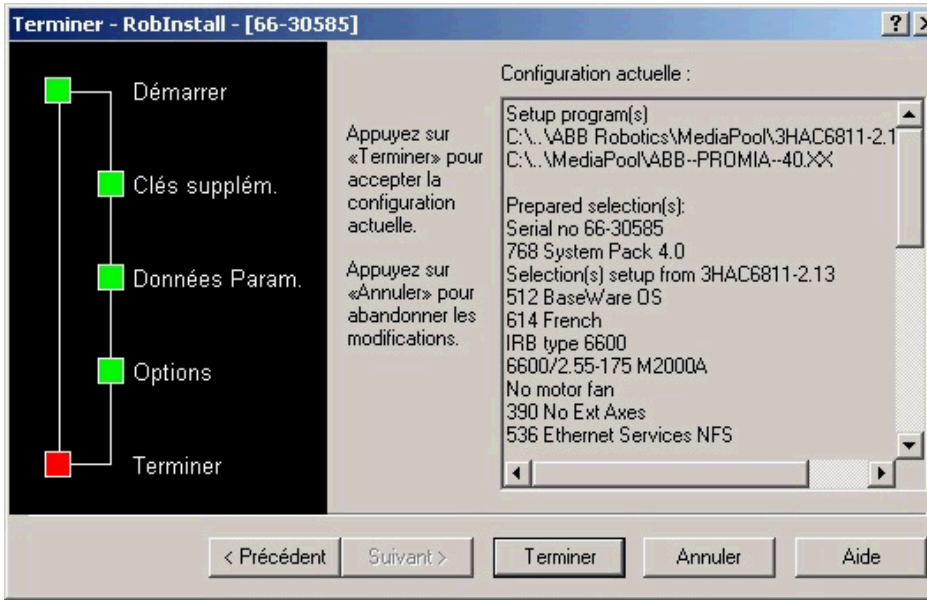 Terminer - RobInstall - [66-30585]
Démarrer
Clés supplém.
Données Param.
Options
Terminer
Appuyez sur
«Terminer» pour
accepter la
configuration
actuelle.
Appuyez sur
«Annuler» pour
abandonner les
modifications.
Configuration actuelle :
Setup program(s)
C:\..\ABB Robotics\MediaPool\3HAC6811-2.1
C:\..\MediaPool\ABB--PROMIA--40.XX
Prepared selection(s):
Serial no 66-30585
768 System Pack 4.0
Selection(s) setup from 3HAC6811-2.13
512 BaseWare OS
614 French
IRB type 6600
6600/2.55-175 M2000A
No motor fan
390 No Ext Axes
536 Ethernet Services NFS
< Précédent
Suivant >
Terminer
Annuler
Aide